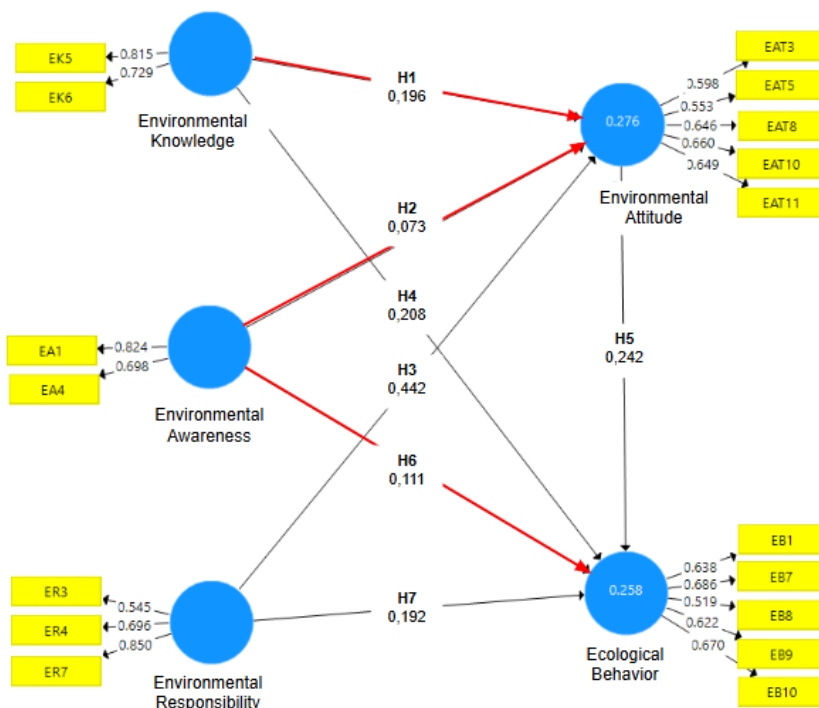 EK5
0.815
EK6
0.729
Environmental
Knowledge
H1
0,196
EAT3
0.598
EAT5
0.553
0.276
EAT8
0.646
EAT10
0.660
EAT11
0.649
Environmental
Attitude
H2
0,073
H4
0,208
EA1
0.824
EA4
0.698
Environmental
Awareness
H3
0,442
H5
0,242
H6
0,111
ER3
0.545
ER4
0.696
ER7
0.850
Environmental
Responsibility
H7
0,192
EB1
0.638
EB7
0.686
0.258
EB8
0.519
EB9
0.622
EB10
0.670
Ecological
Behavior